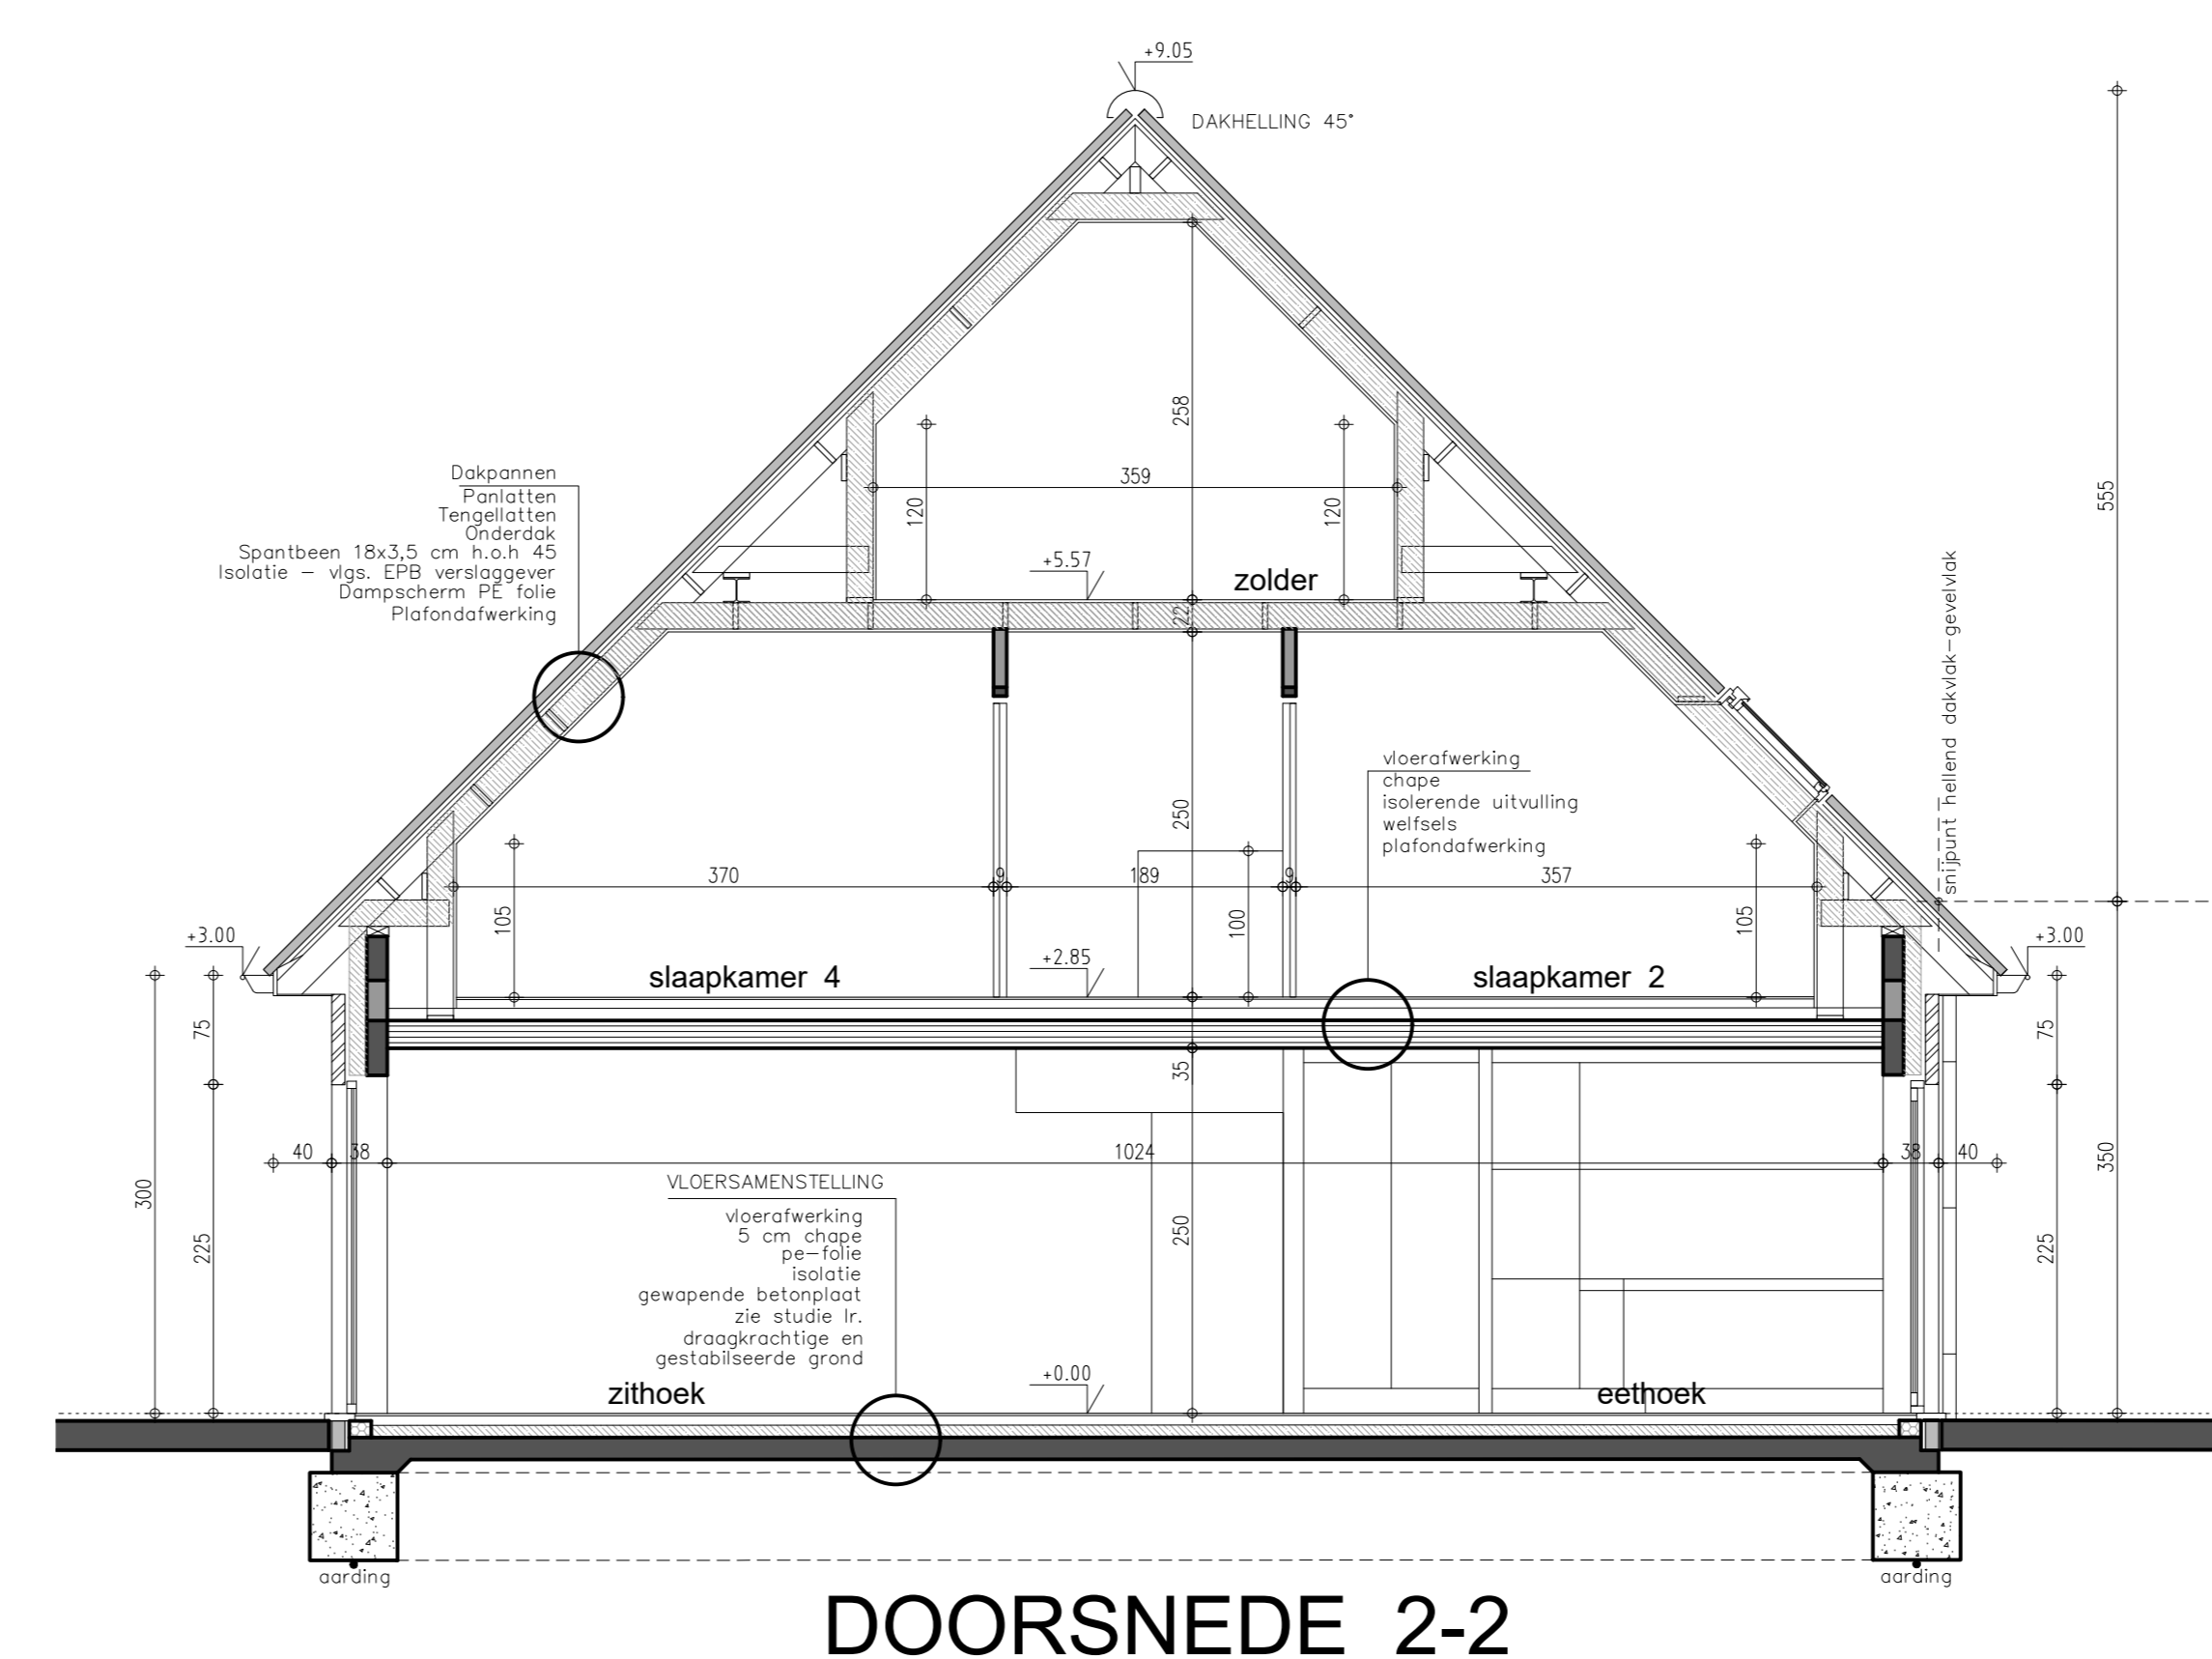 +9.05
DAKHELLING 45°
258
555
Dakpannen
Panlatten
Tengellatten
Onderdak
Spantbeen 18x3,5 cm h.o.h 45
Isolatie – vlgs. EPB verslaggever
Dampscherm PE folie
Plafondafwerking
359
120
120
+5.57
zolder
22
snijpunt hellend dakvlak-gevelvlak
vloerafwerking
chape
isolerende uitvulling
welfsels
plafondafwerking
250
370
9
189
9
357
105
100
105
+3.00
+2.85
+3.00
slaapkamer 4
slaapkamer 2
75
35
75
40
38
1024
38
40
300
225
250
225
350
VLOERSAMENSTELLING
vloerafwerking
5 cm chape
pe-folie
isolatie
gewapende betonplaat
zie studie Ir.
draagkrachtige en
gestabilseerde grond
+0.00
zithoek
eethoek
aarding
aarding
DOORSNEDE 2-2